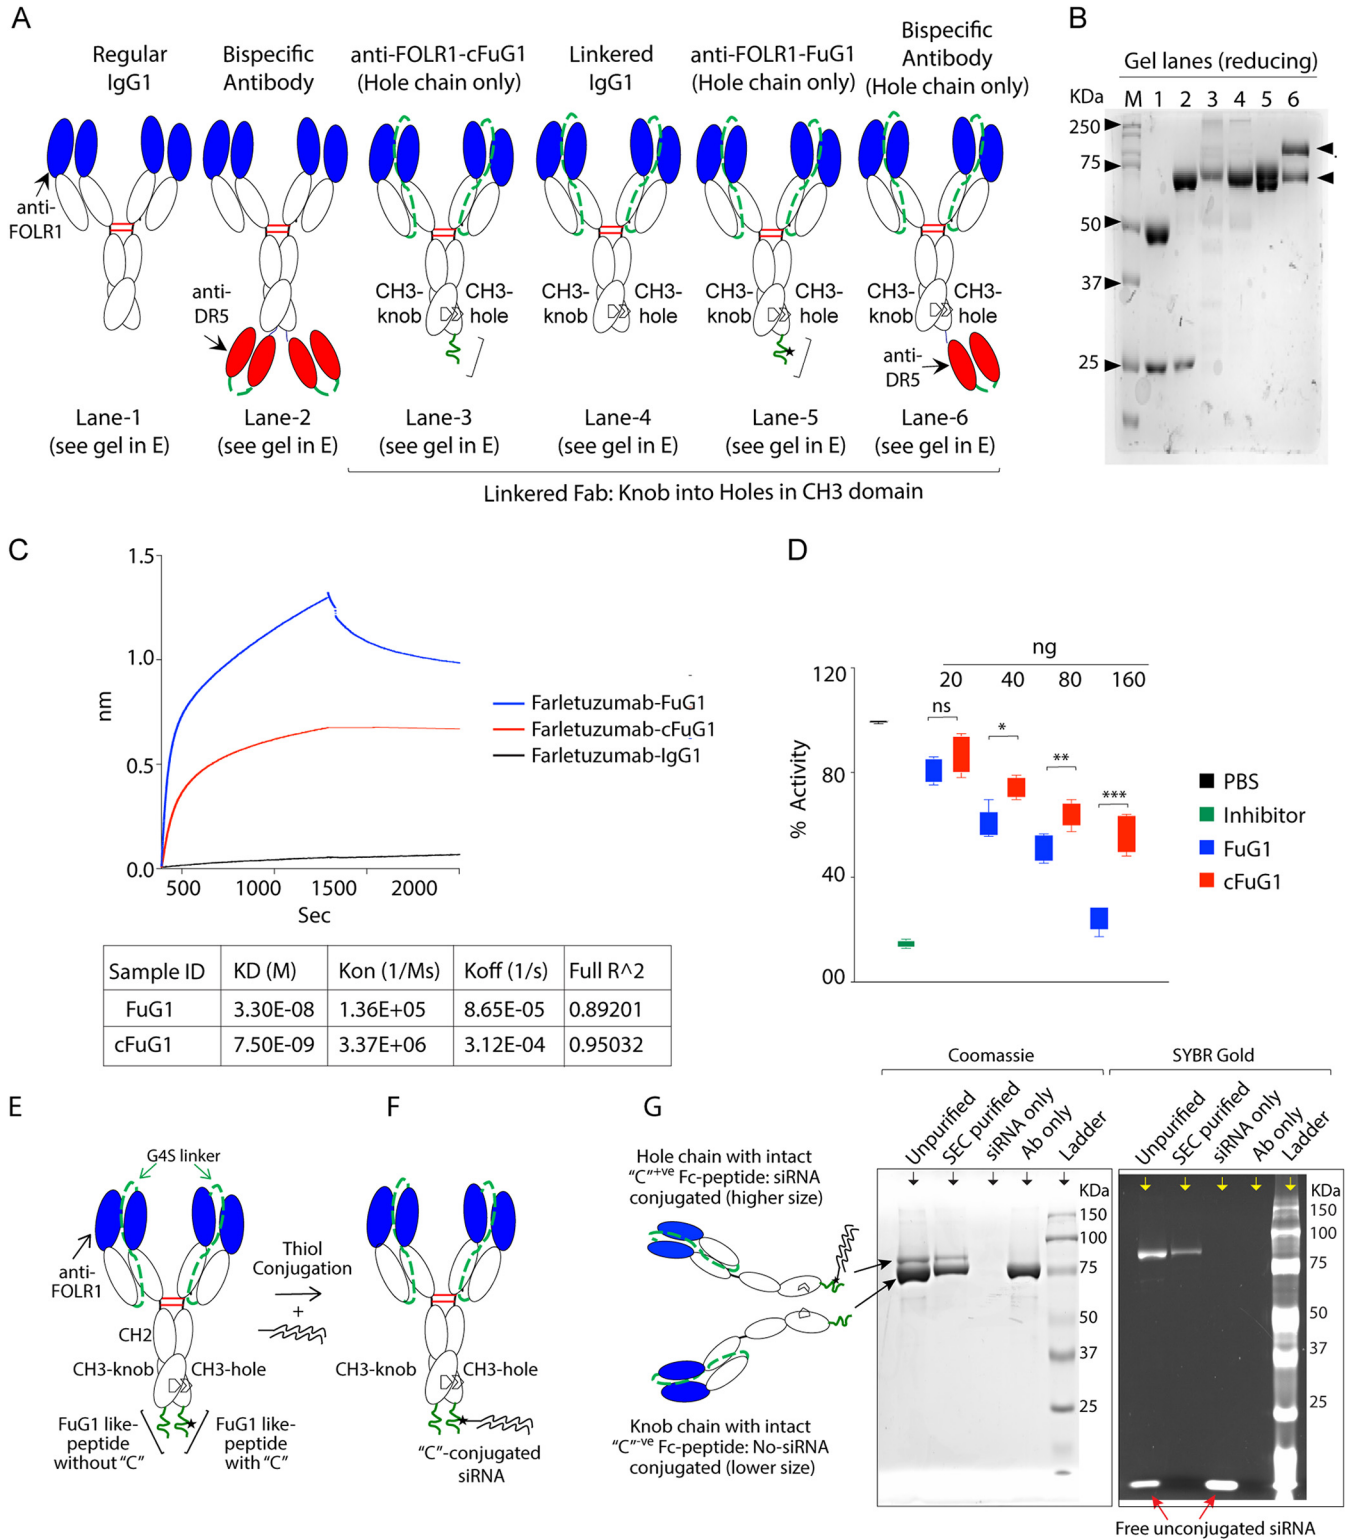 A
Regular
IgG1
Bispecific
Antibody
anti-FOLR1-cFuG1
(Hole chain only)
Linkered
IgG1
anti-FOLR1-FuG1
(Hole chain only)
Bispecific
Antibody
(Hole chain only)
anti-
FOLR1
anti-
DR5
CH3-
knob
CH3-
hole
CH3-
knob
CH3-
hole
CH3-
knob
CH3-
hole
CH3-
knob
CH3-
hole
anti-
DR5
Lane-1
(see gel in E)
Lane-2
(see gel in E)
Lane-3
(see gel in E)
Lane-4
(see gel in E)
Lane-5
(see gel in E)
Lane-6
(see gel in E)
Linkered Fab: Knob into Holes in CH3 domain
B
Gel lanes (reducing)
KDa M 1 2 3 4 5 6
250
75
50
37
25
C
1.5
1.0
0.5
0.0
nm
500 1000 1500 2000
Sec
Farletuzumab-FuG1
Farletuzumab-cFuG1
Farletuzumab-IgG1
Sample ID KD (M) Kon (1/Ms) Koff (1/s) Full R^2
FuG1 3.30E-08 1.36E+05 8.65E-05 0.89201
cFuG1 7.50E-09 3.37E+06 3.12E-04 0.95032
D
ng
20 40 80 160
120
80
40
00
% Activity
ns
*
**
***
PBS
Inhibitor
FuG1
cFuG1
E
G4S linker
anti-
FOLR1
CH2
CH3-knob
CH3-hole
FuG1 like-
peptide
without "C"
FuG1 like-
peptide
with "C"
Thiol
Conjugation
+
F
CH3-knob
CH3-hole
"C"-conjugated
siRNA
G
Hole chain with intact
"C"+ve Fc-peptide: siRNA
conjugated (higher size)
Knob chain with intact
"C"-ve Fc-peptide: No-siRNA
conjugated (lower size)
Coomassie
Unpurified
SEC purified
siRNA only
Ab only
Ladder
KDa
150
100
75
50
37
25
SYBR Gold
Unpurified
SEC purified
siRNA only
Ab only
Ladder
KDa
150
100
75
50
37
25
Free unconjugated siRNA